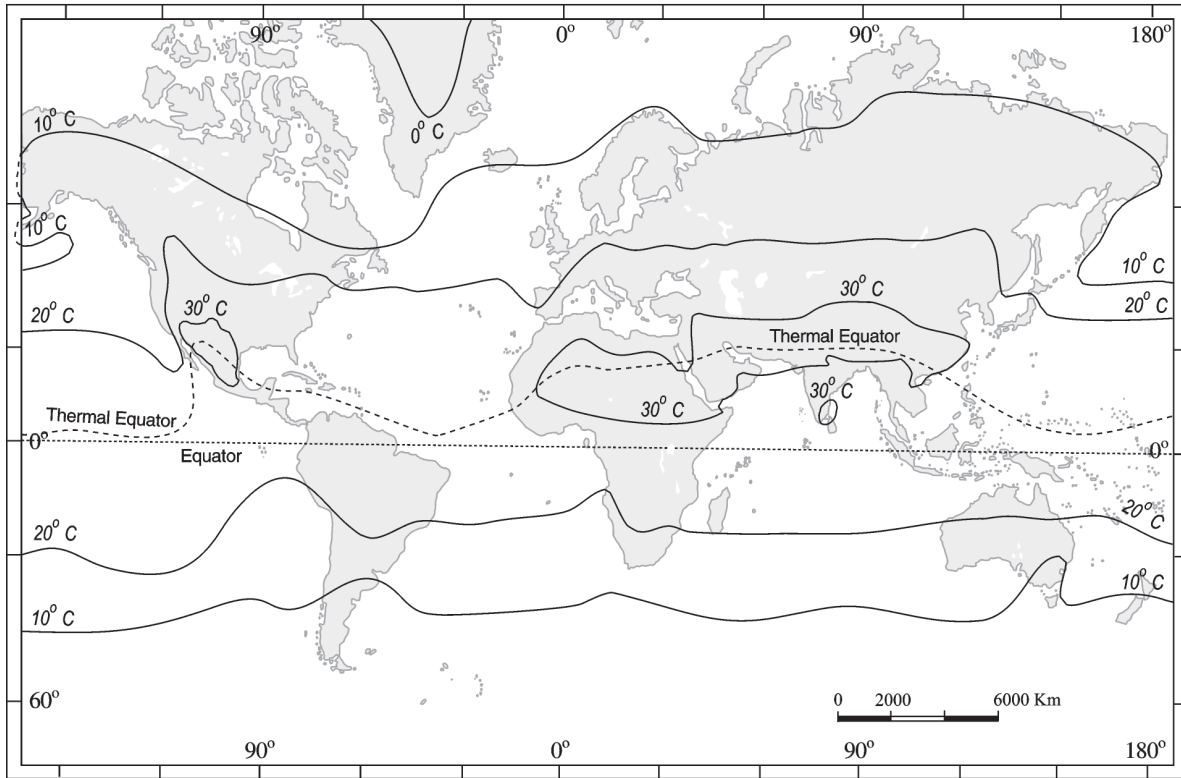 90º 0º 90º 180º
10º C
0º C
10º C
10º C
30º C
30º C
20º C
20º C
Thermal Equator
30º C
30º C
Thermal Equator
0º
Equator
0º
20º C
20º C
10º C
10º C
60º
0 2000 6000 Km
90º 0º 90º 180º